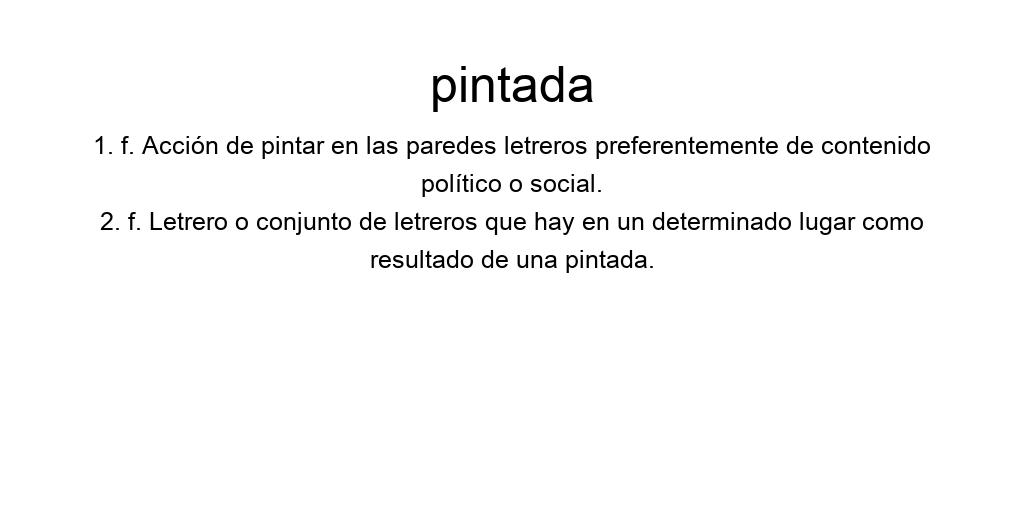 pintada
1. f. Acción de pintar en las paredes letreros preferentemente de contenido
político o social.
2. f. Letrero o conjunto de letreros que hay en un determinado lugar como
resultado de una pintada.